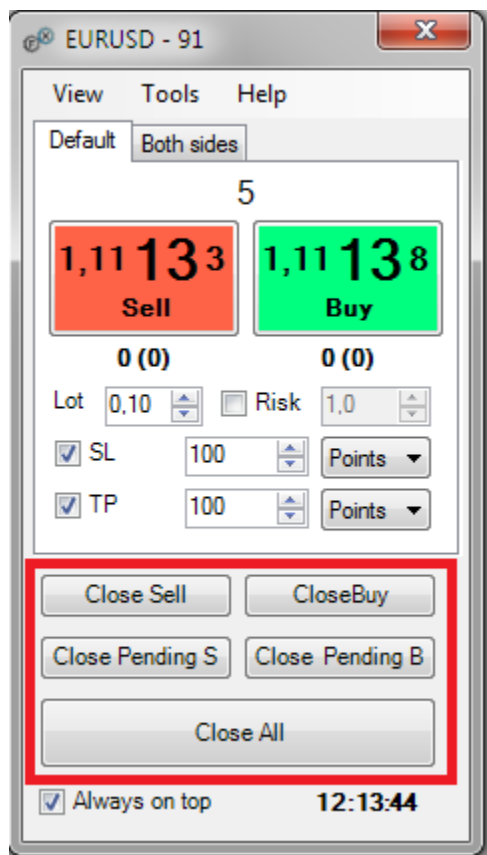 EURUSD - 91
View Tools Help
Default Both sides
5
1,11 13 3 1,11 13 8
Sell Buy
0 (0) 0 (0)
Lot 0,10 Risk 1,0
SL 100 Points
TP 100 Points
Close Sell CloseBuy
Close Pending S Close Pending B
Close All
Always on top 12:13:44